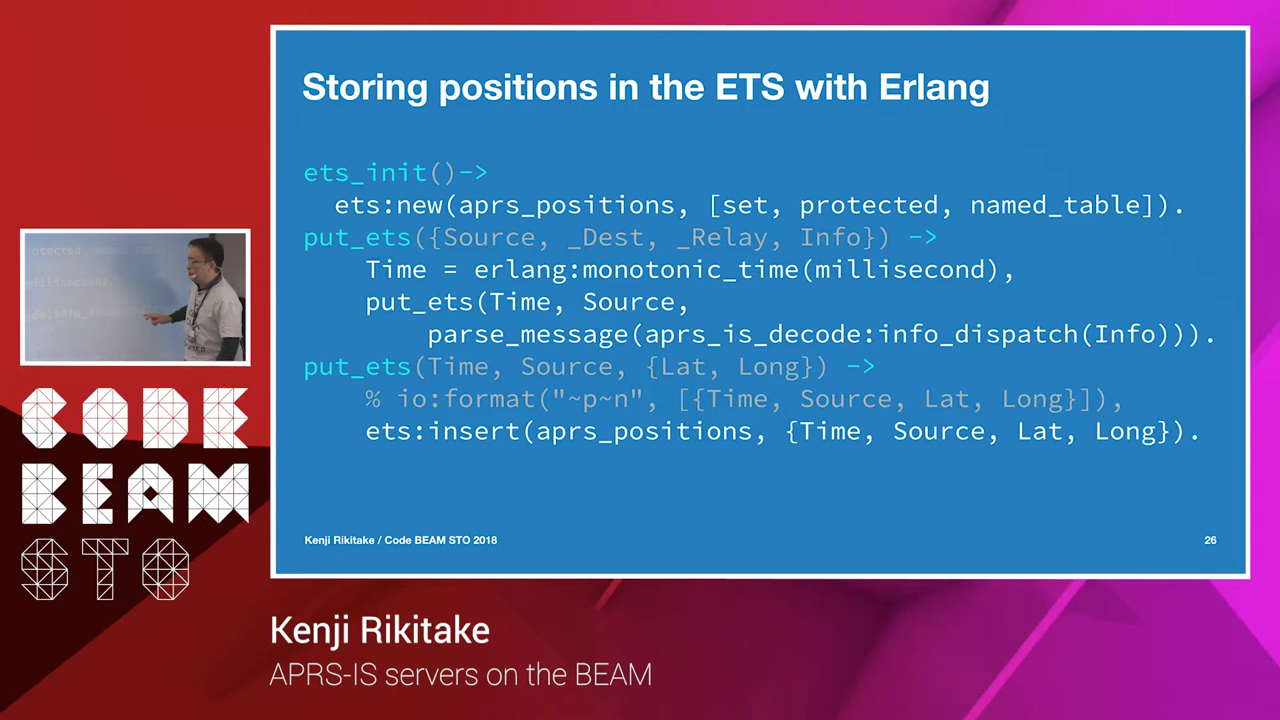 Storing positions in the ETS with Erlang
ets_init()->
ets:new(aprs_positions, [set, protected, named_table]).
put_ets({Source, _Dest, _Relay, Info}) ->
Time = erlang:monotonic_time(millisecond),
put_ets(Time, Source,
parse_message(aprs_is_decode:info_dispatch(Info))).
put_ets(Time, Source, {Lat, Long}) ->
% io:format("~p~n", [{Time, Source, Lat, Long}]),
ets:insert(aprs_positions, {Time, Source, Lat, Long}).
Kenji Rikitake / Code BEAM STO 2018
26
CODE
BEAM
STO
Kenji Rikitake
APRS-IS servers on the BEAM